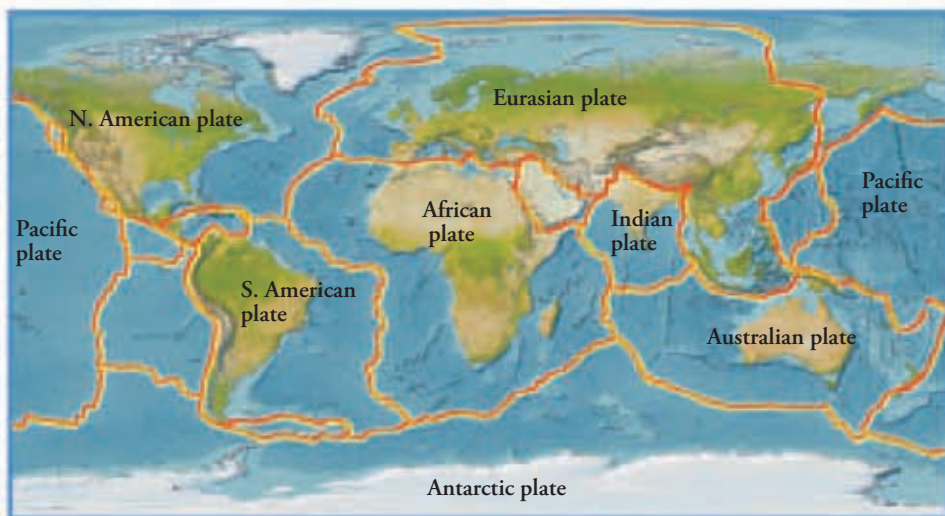 N. American plate
Eurasian plate
Pacific
plate
African
plate
Indian
plate
Pacific
plate
S. American
plate
Australian plate
Antarctic plate